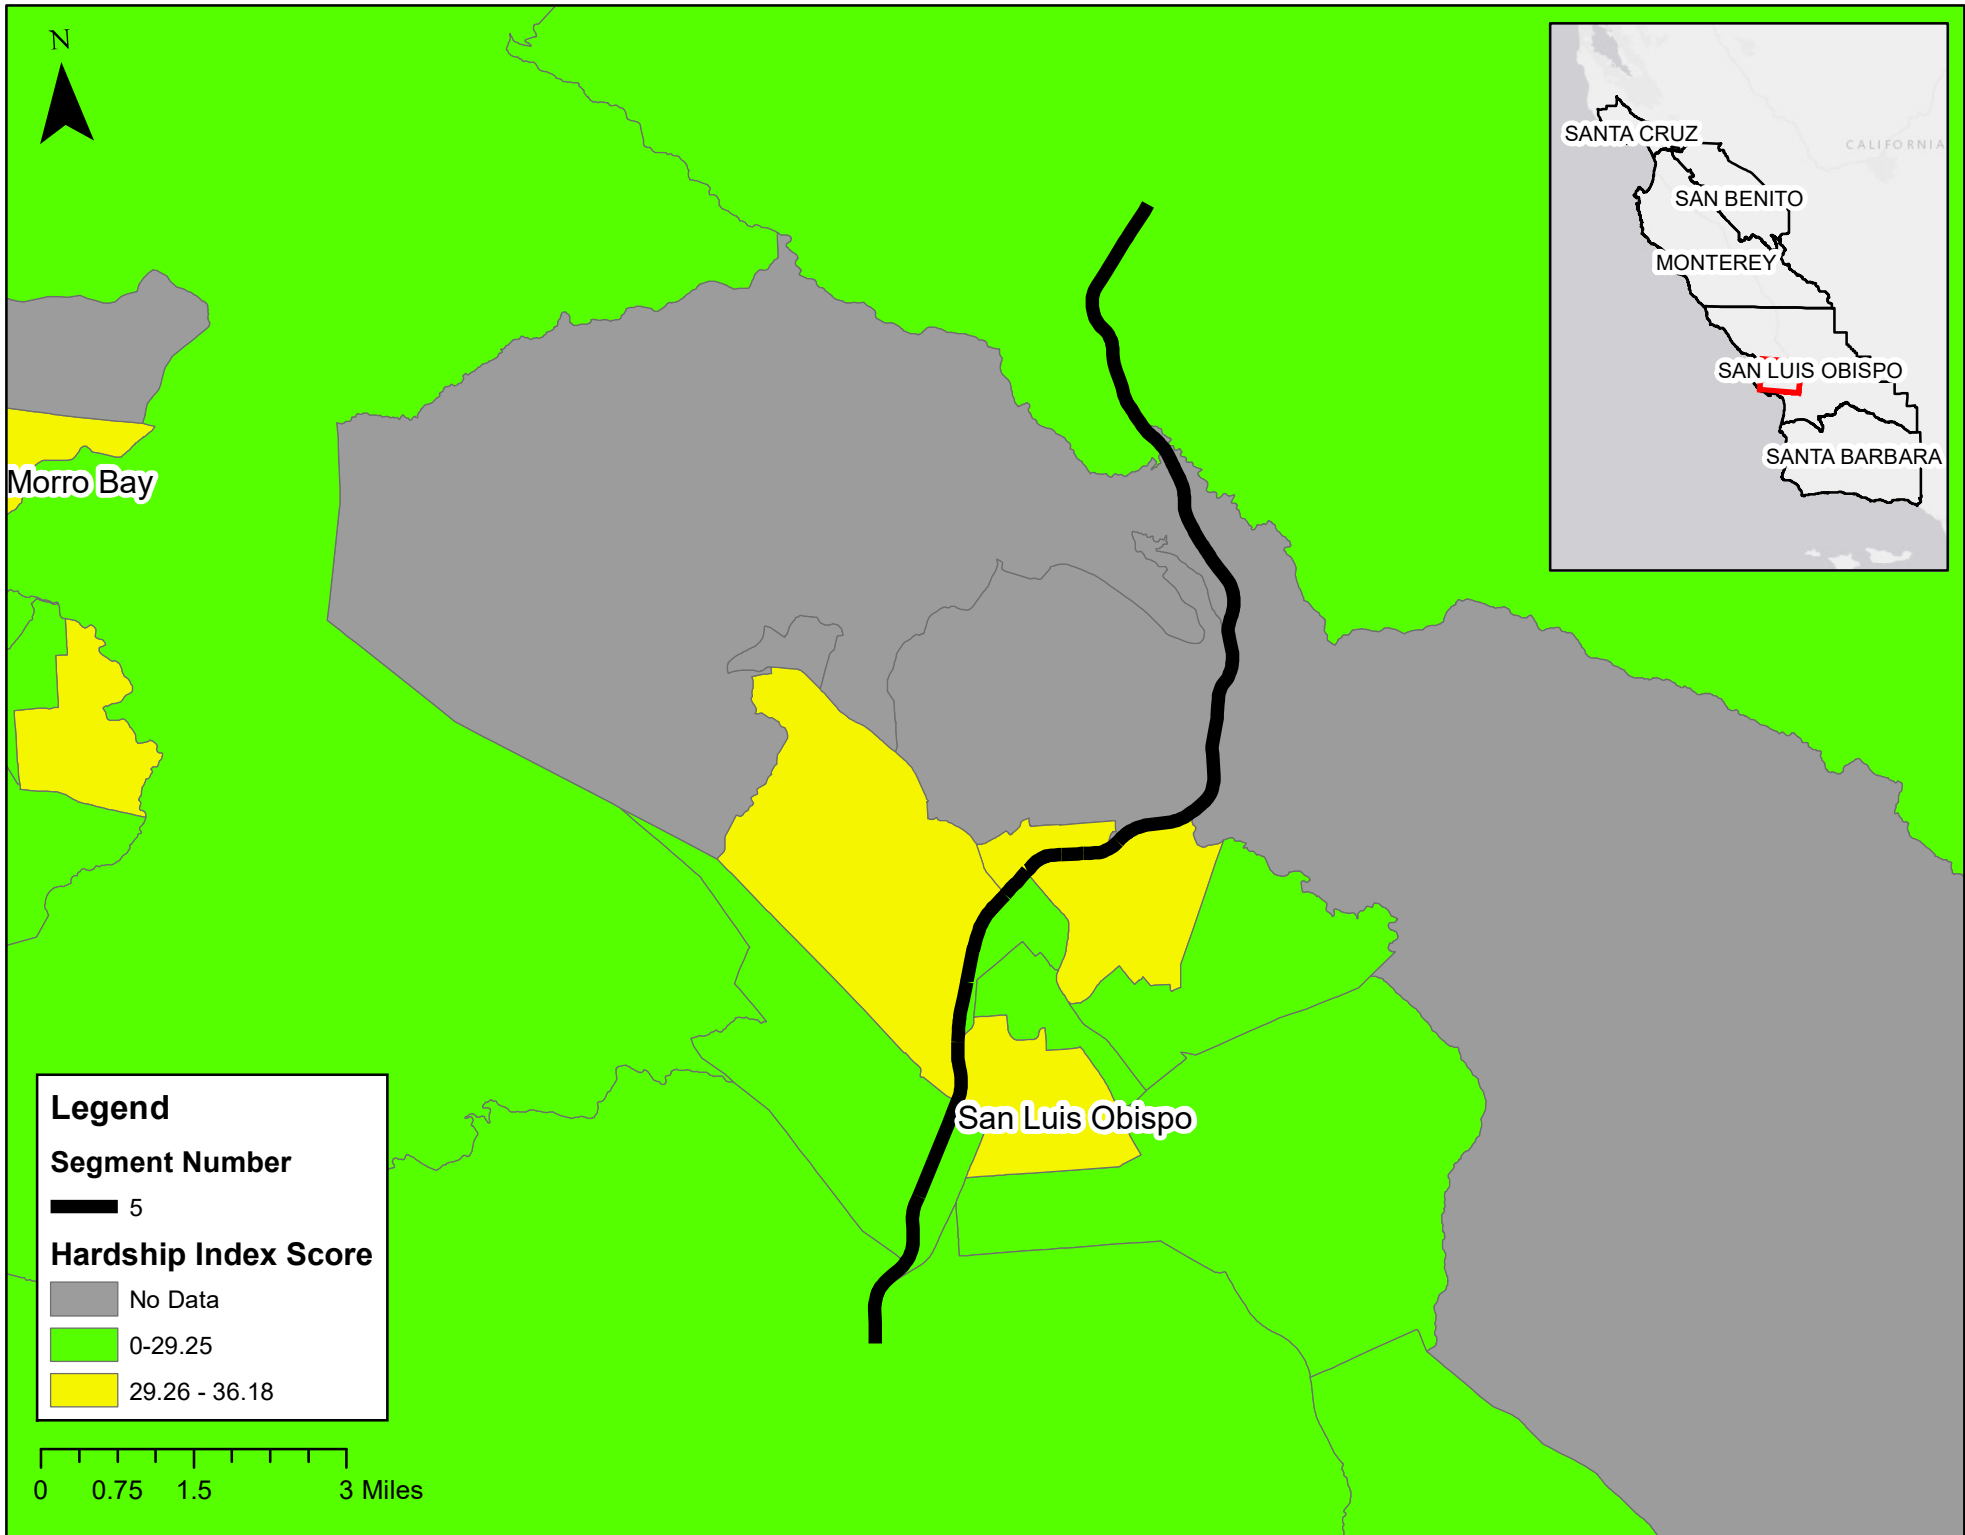 N
SANTA CRUZ
CALIFORNIA
SAN BENITO
MONTEREY
SAN LUIS OBISPO
SANTA BARBARA
Morro Bay
San Luis Obispo
Legend
Segment Number
5
Hardship Index Score
No Data
0-29.25
29.26 - 36.18
0 0.75 1.5 3 Miles